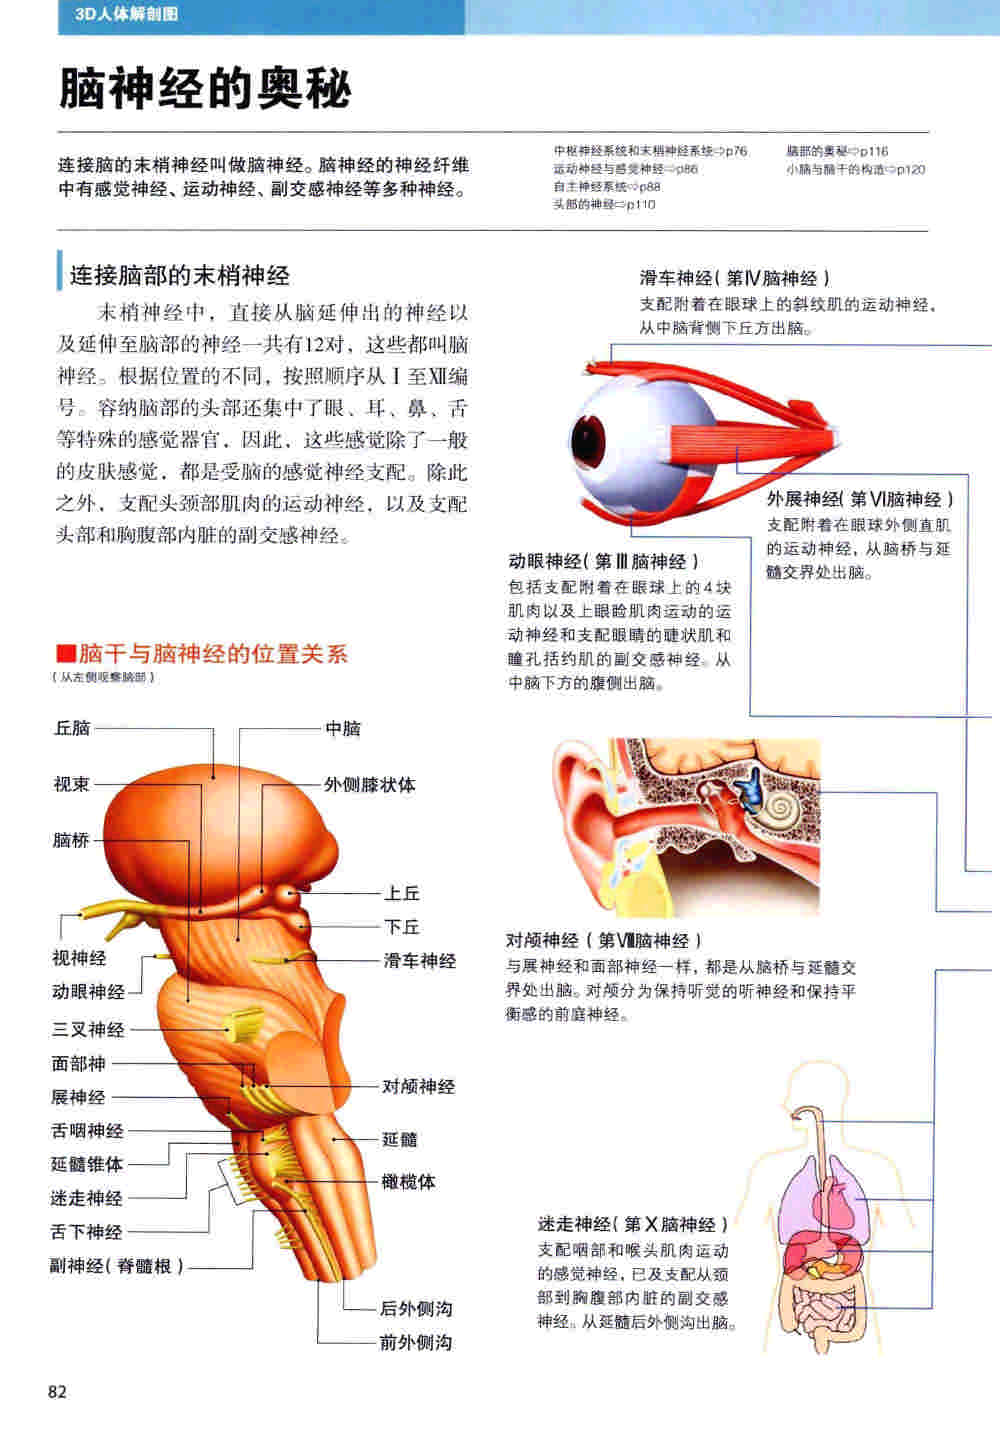 3D人体解剖图
脑神经的奥秘
连接脑的末梢神经叫做脑神经。脑神经的神经纤维
中有感觉神经、运动神经、副交感神经等多种神经。
中枢神经系统和末梢神经系统⇨p76
运动神经与感觉神经⇨p86
自主神经系统⇨p88
头部的神经⇨p110
脑部的奥秘⇨p116
小脑与脑干的构造⇨p120
连接脑部的末梢神经
末梢神经中，直接从脑延伸出的神经以
及延伸至脑部的神经一共有12对，这些都叫脑
神经。根据位置的不同，按照顺序从Ⅰ至Ⅻ编
号。容纳脑部的头部还集中了眼、耳、鼻、舌
等特殊的感觉器官，因此，这些感觉除了一般
的皮肤感觉，都是受脑的感觉神经支配。除此
之外，支配头颈部肌肉的运动神经，以及支配
头部和胸腹部内脏的副交感神经。
滑车神经(第Ⅳ脑神经)
支配附着在眼球上的斜纹肌的运动神经，
从中脑背侧下丘方出脑。
外展神经(第Ⅵ脑神经)
支配附着在眼球外侧直肌
的运动神经，从脑桥与延
髓交界处出脑。
动眼神经(第Ⅲ脑神经)
包括支配附着在眼球上的4块
肌肉以及上眼睑肌肉运动的运
动神经和支配眼睛的睫状肌和
瞳孔括约肌的副交感神经。从
中脑下方的腹侧出脑。
■脑干与脑神经的位置关系
(从左侧观察脑部)
丘脑
中脑
视束
外侧膝状体
脑桥
上丘
下丘
视神经
滑车神经
动眼神经
三叉神经
面部神
对颅神经
展神经
舌咽神经
延髓
延髓锥体
橄榄体
迷走神经
舌下神经
副神经(脊髓根)
后外侧沟
前外侧沟
对颅神经(第Ⅷ脑神经)
与展神经和面部神经一样，都是从脑桥与延髓交
界处出脑。对颅分为保持听觉的听神经和保持平
衡感的前庭神经。
迷走神经(第Ⅹ脑神经)
支配咽部和喉头肌肉运动
的感觉神经，已及支配从颈
部到胸腹部内脏的副交感
神经。从延髓后外侧沟出脑。
82